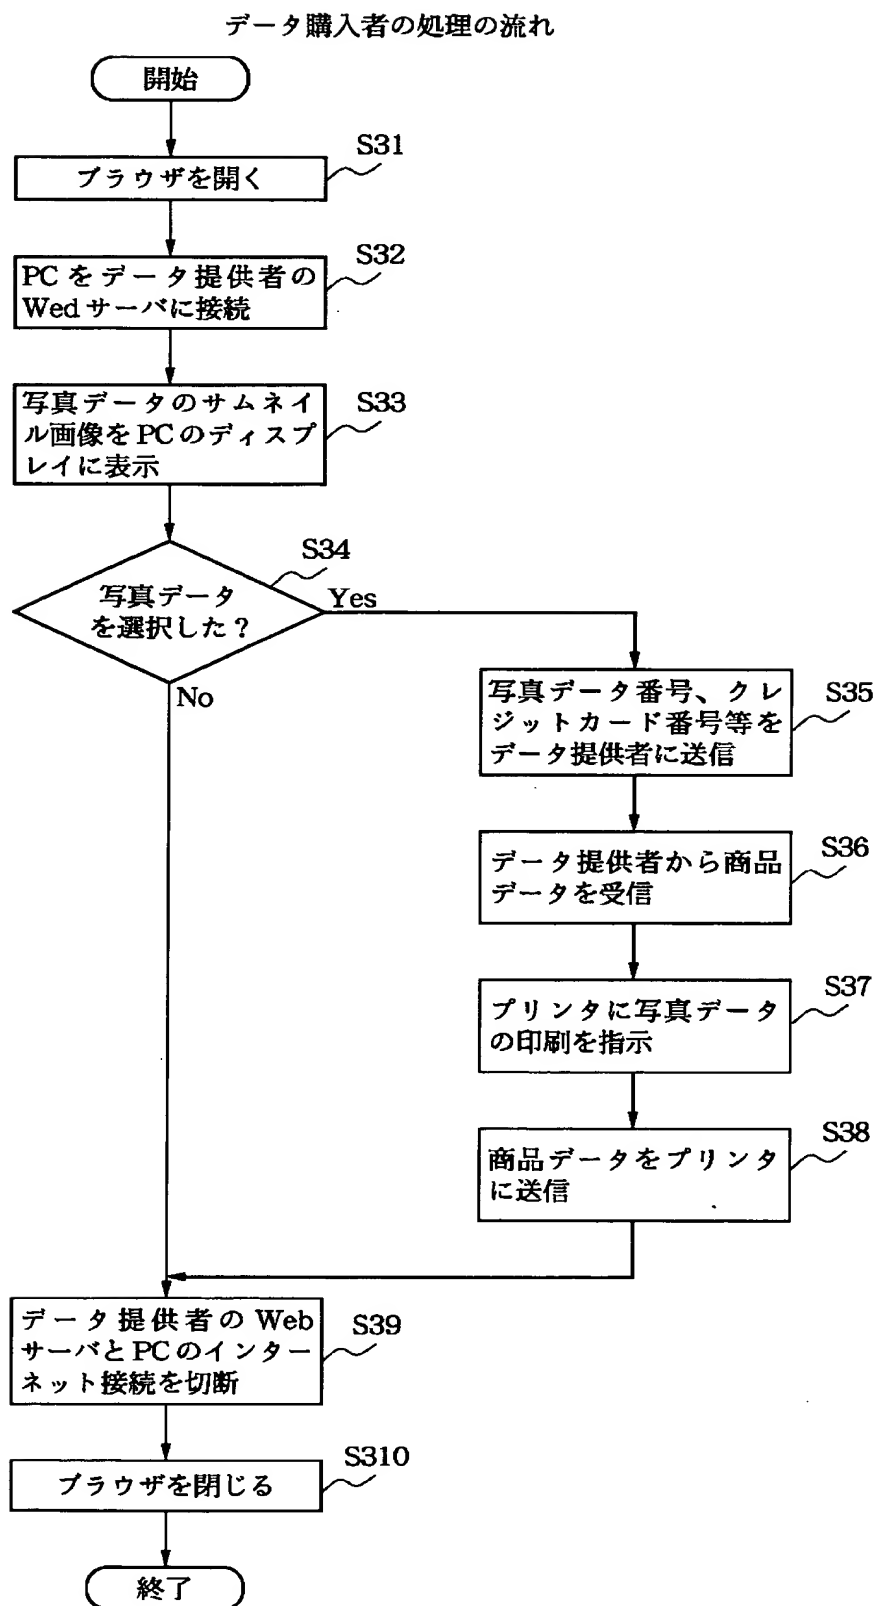 データ購入者の処理の流れ
開始
S31
ブラウザを開く
S32
PCをデータ提供者の
Wedサーバに接続
S33
写真データのサムネイ
ル画像をPCのディスプ
レイに表示
S34
写真データ
を選択した?
Yes
No
S35
写真データ番号、クレ
ジットカード番号等を
データ提供者に送信
S36
データ提供者から商品
データを受信
S37
プリンタに写真データ
の印刷を指示
S38
商品データをプリンタ
に送信
S39
データ提供者のWeb
サーバとPCのインター
ネット接続を切断
S310
ブラウザを閉じる
終了